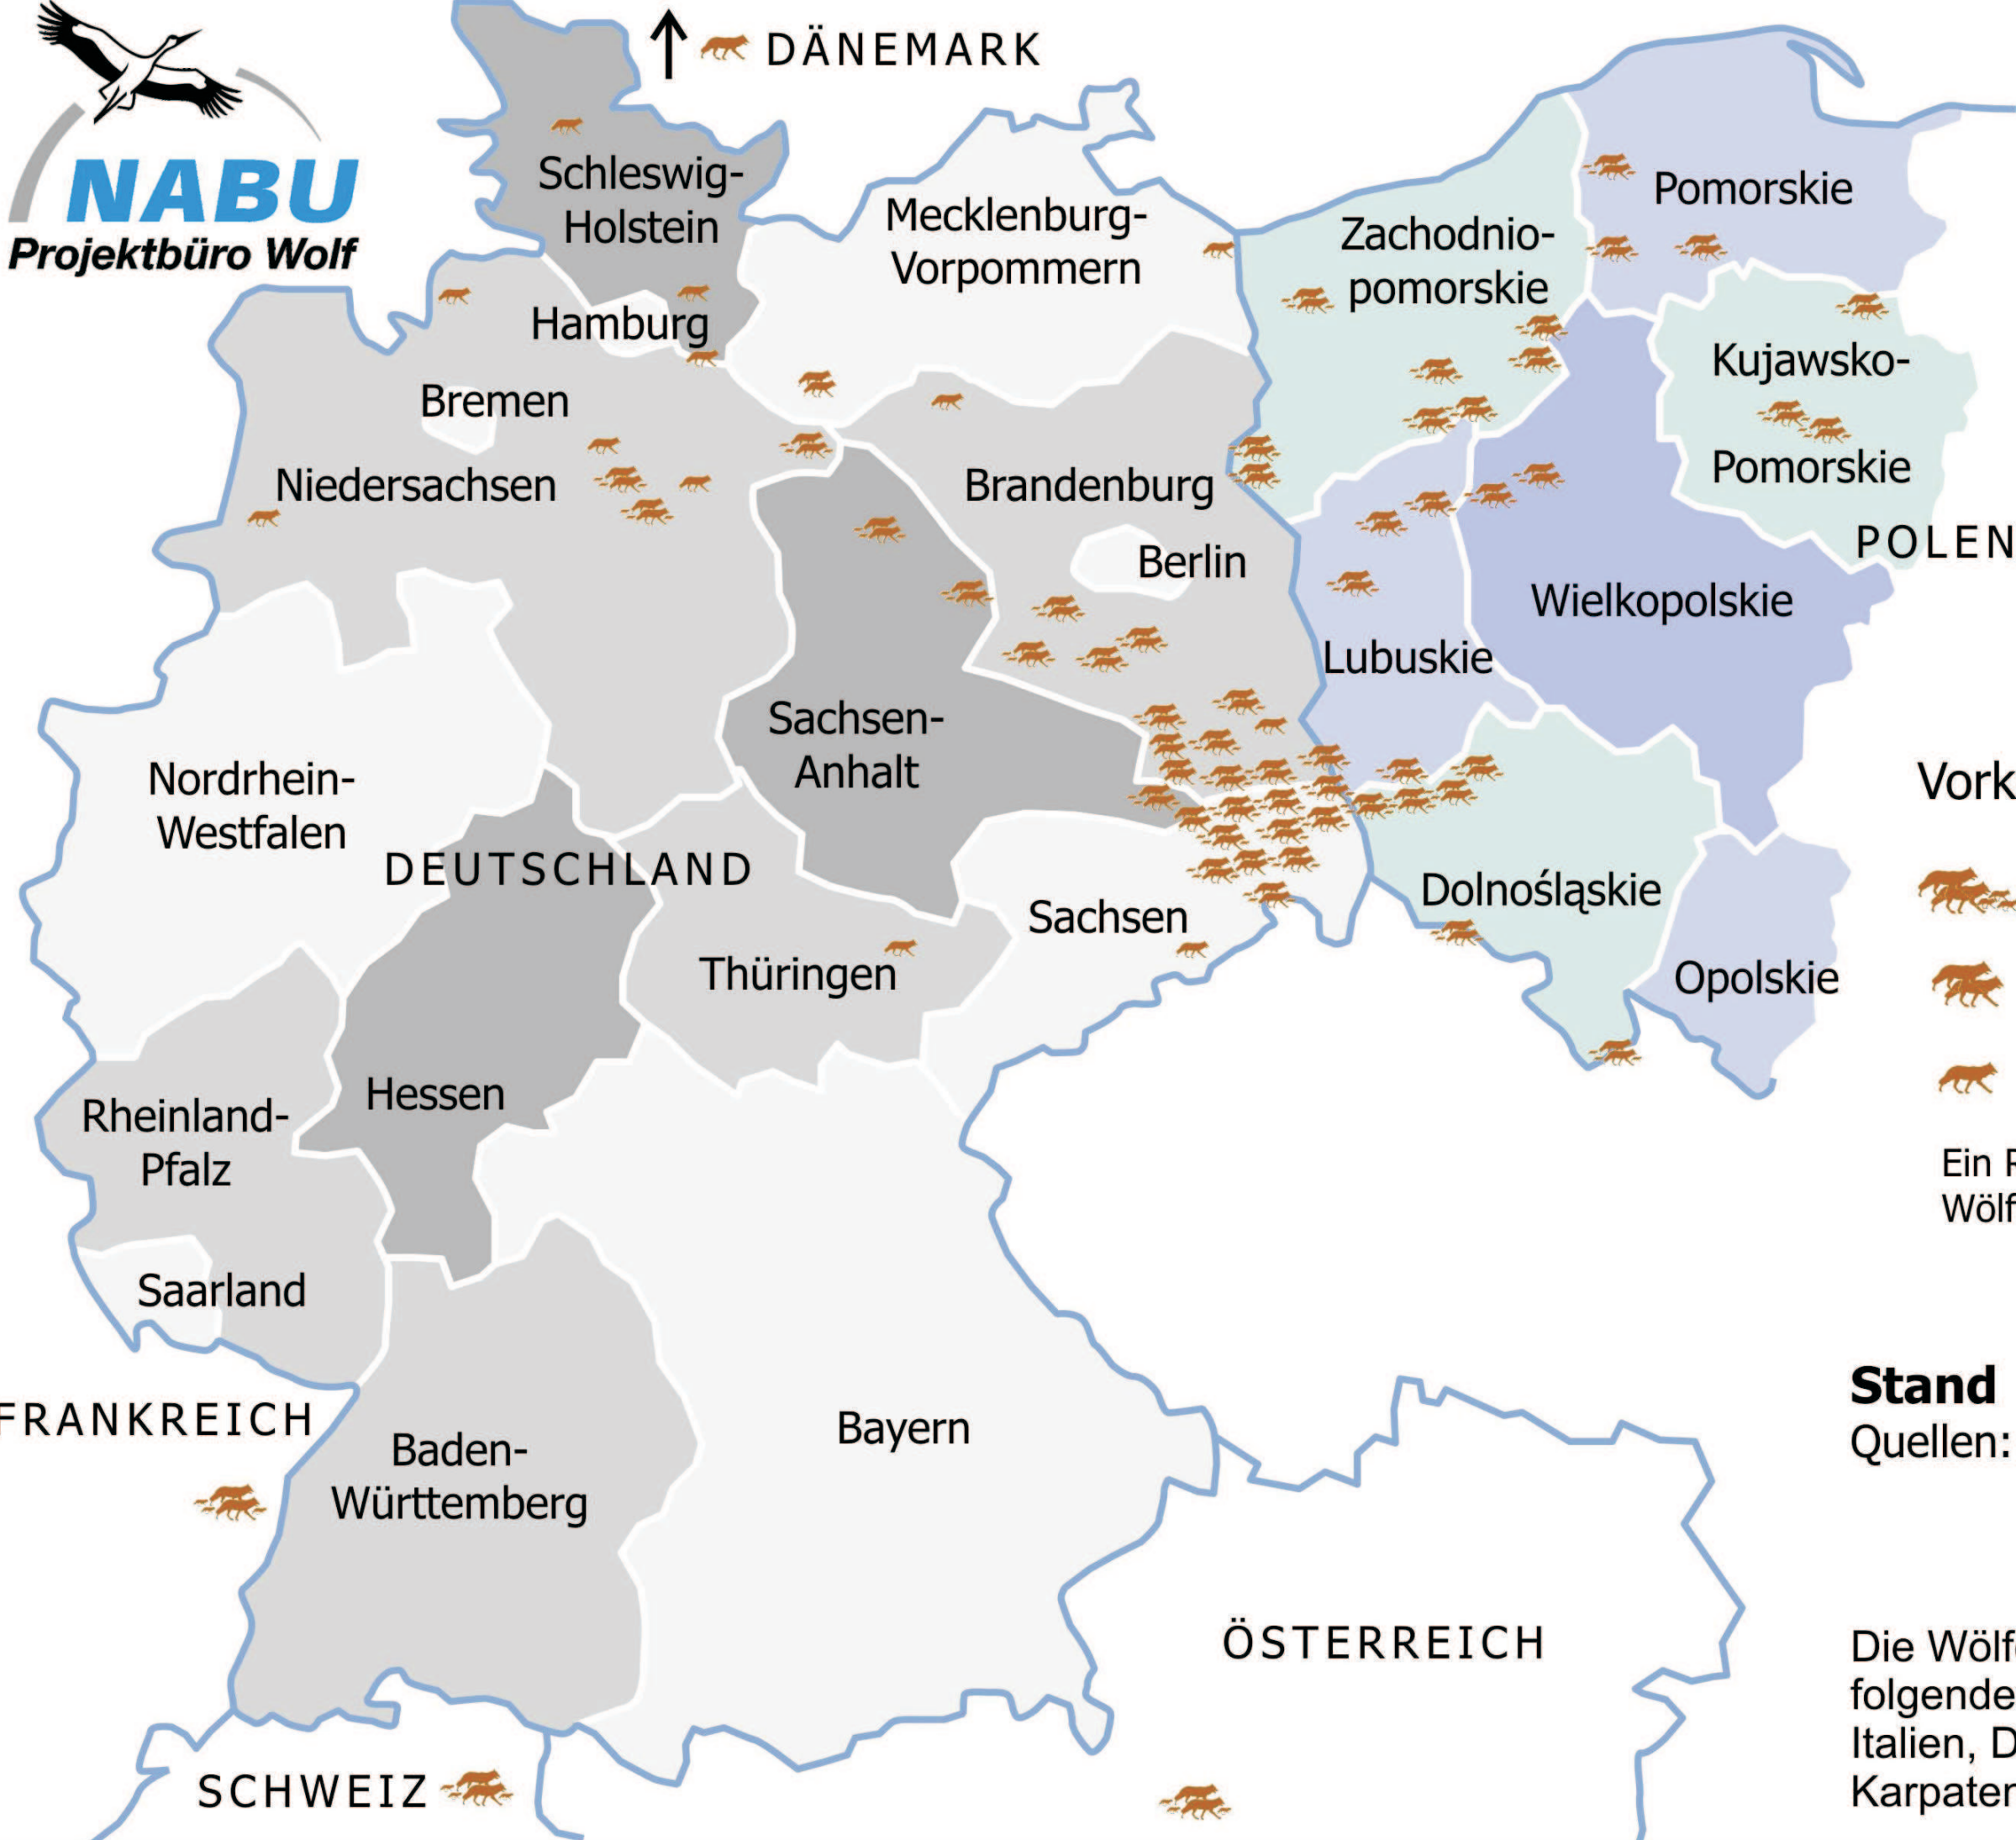 NABU
Projektbüro Wolf
DÄNEMARK
Schleswig-
Holstein
Mecklenburg-
Vorpommern
Hamburg
Bremen
Niedersachsen
Brandenburg
Berlin
Sachsen-
Anhalt
Nordrhein-
Westfalen
DEUTSCHLAND
Sachsen
Thüringen
Hessen
Rheinland-
Pfalz
Saarland
FRANKREICH
Baden-
Württemberg
Bayern
SCHWEIZ
ÖSTERREICH
Zachodnio-
pomorskie
Pomorskie
Kujawsko-
Pomorskie
POLEN
Wielkopolskie
Lubuskie
Dolnośląskie
Opolskie
Vork
Ein R
Wölf
Stand
Quellen:
Die Wölf
folgende
Italien, D
Karpaten